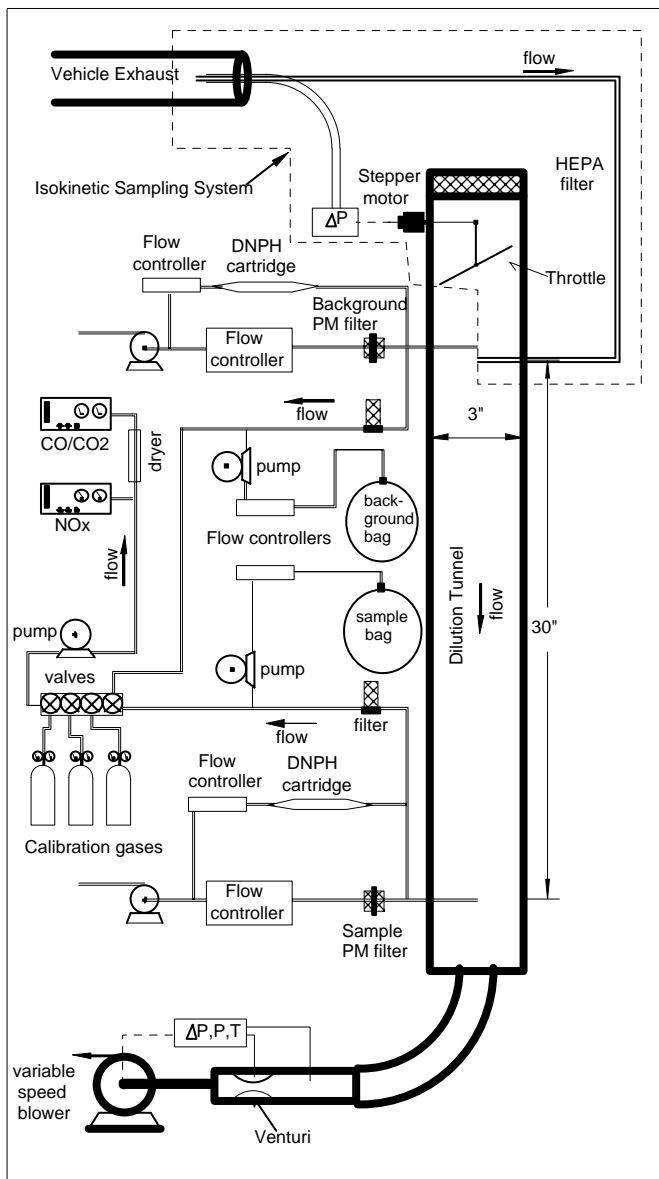 Vehicle Exhaust
flow
Isokinetic Sampling System
Stepper
motor
HEPA
filter
ΔP
Throttle
Flow
controller
DNPH
cartridge
Background
PM filter
Flow
controller
flow
3"
CO/CO2
dryer
pump
back-
ground
bag
NOx
Flow controllers
flow
Dilution Tunnel
flow
30"
sample
bag
pump
valves
pump
filter
flow
Flow
controller
DNPH
cartridge
Calibration gases
Flow
controller
Sample
PM filter
ΔP,P,T
variable
speed
blower
Venturi